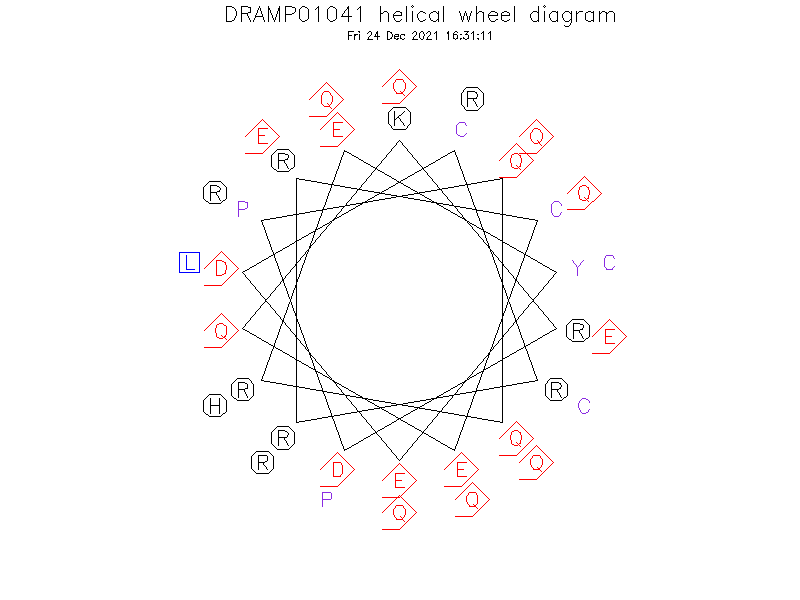 DRAMP01041 helical wheel diagram
Fri 24 Dec 2021 16:31:11
Q
Q R
K
E E C Q
R Q
R P C Q
L D Y C
Q R E
H R R C
R Q
R D E E Q
P Q Q